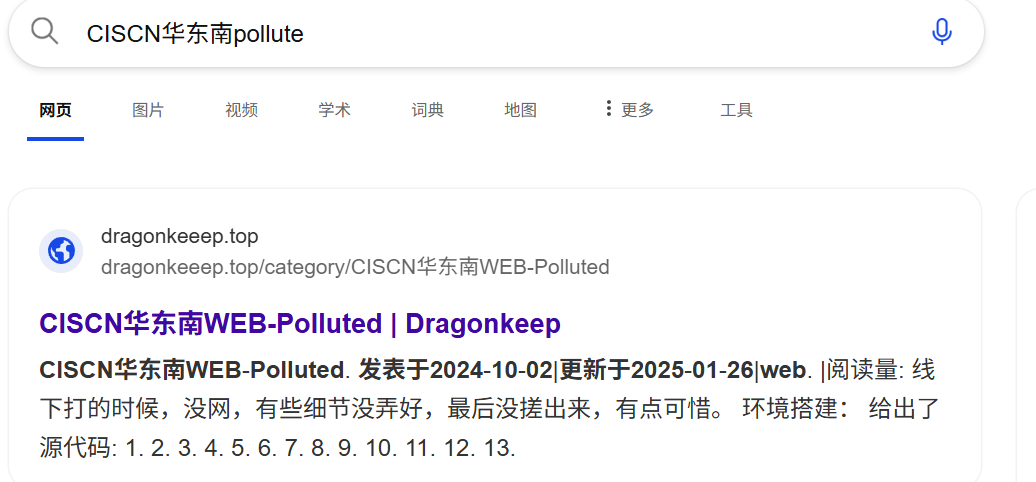 CISCN华东南pollute
网页 图片 视频 学术 词典 地图 更多 工具
dragonkeeep.top
dragonkeeep.top/category/CISCN华东南WEB-Polluted
CISCN华东南WEB-Polluted | Dragonkeep
CISCN华东南WEB-Polluted. 发表于2024-10-02|更新于2025-01-26|web. |阅读量: 线
下打的时候，没网，有些细节没弄好，最后没搓出来，有点可惜。 环境搭建： 给出了
源代码: 1. 2. 3. 4. 5. 6. 7. 8. 9. 10. 11. 12. 13.